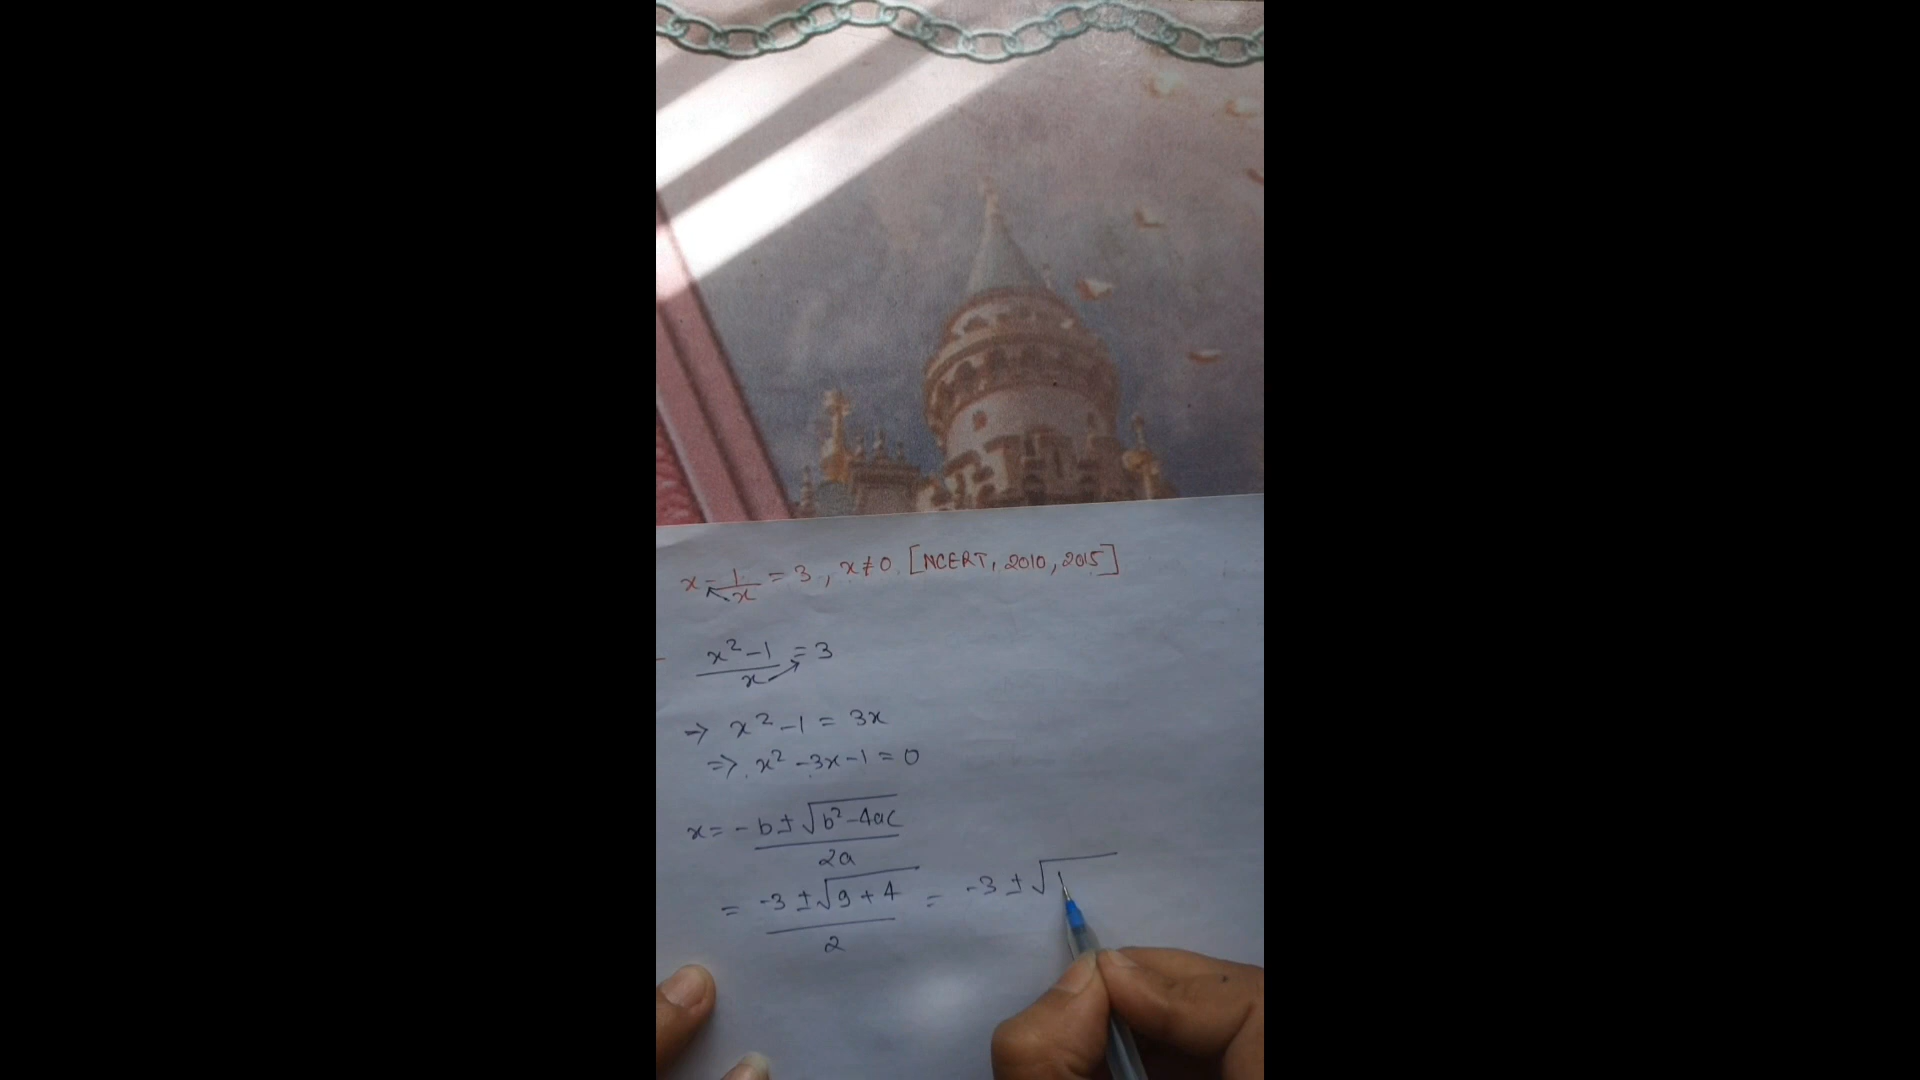 x - 1/x = 3, x ≠ 0. [NCERT, 2010, 2015]
x² - 1 / x = 3
→ x² - 1 = 3x
⇒ x² - 3x - 1 = 0
x = -b ± √(b² - 4ac) / 2a
= -3 ± √(9 + 4) / 2 = -3 ± √1